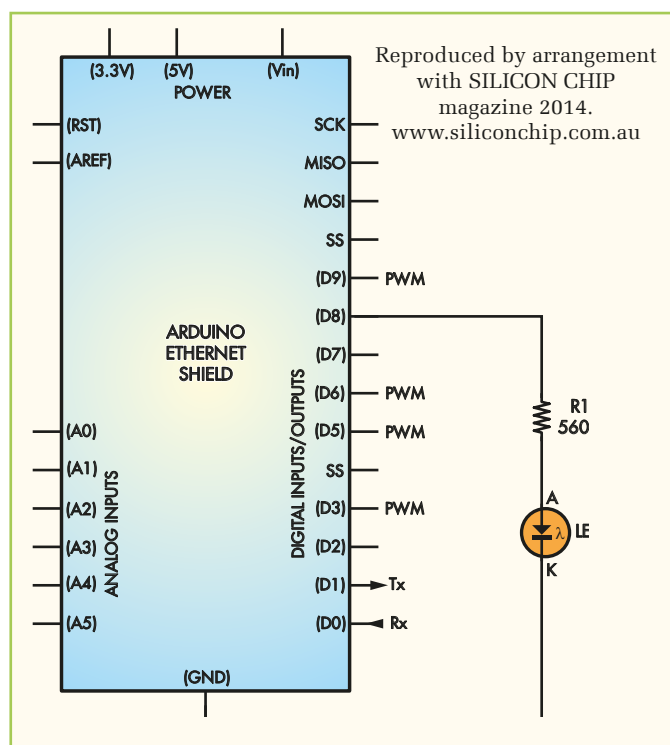 Reproduced by arrangement
with SILICON CHIP
magazine 2014.
www.siliconchip.com.au
(3.3V) (5V) (Vin)
POWER
(RST)
(AREF)
(A0)
(A1)
(A2)
(A3)
(A4)
(A5)
ANALOG INPUTS
ARDUINO
ETHERNET
SHIELD
(GND)
DIGITAL INPUTS/OUTPUTS
SCK
MISO
MOSI
SS
(D9) PWM
(D8)
(D7)
(D6) PWM
(D5) PWM
SS
(D3) PWM
(D2)
(D1) Tx
(D0) Rx
R1
560
A
λ LE
K